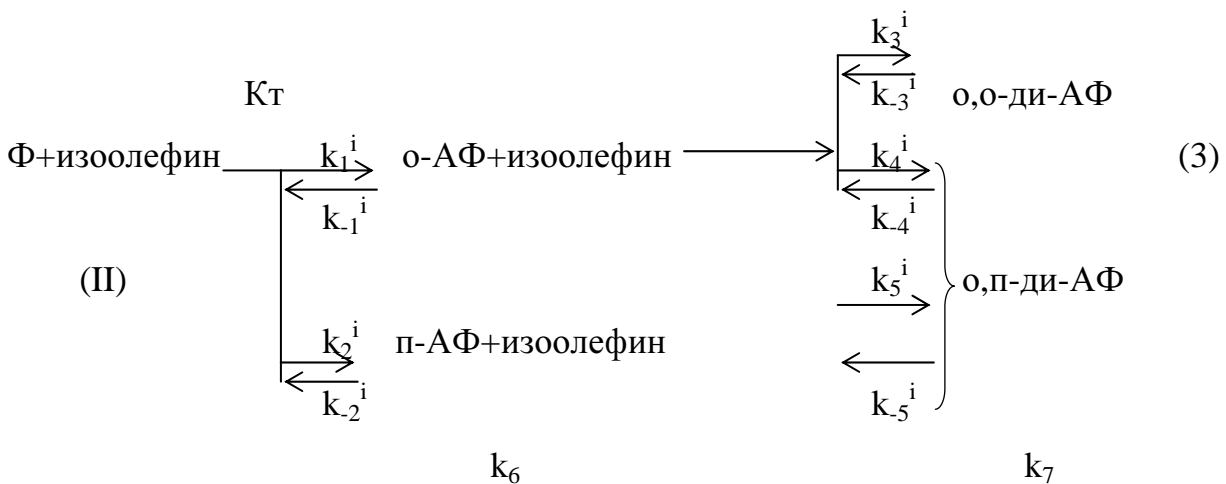 k₃ⁱ
Кт k₋₃ⁱ о,о-ди-АФ
Ф+изоолефин k₁ⁱ о-АФ+изоолефин k₄ⁱ (3)
k₋₁ⁱ k₋₄ⁱ
(II) k₅ⁱ о,п-ди-АФ
k₂ⁱ п-АФ+изоолефин
k₋₂ⁱ k₋₅ⁱ
k₆ k₇